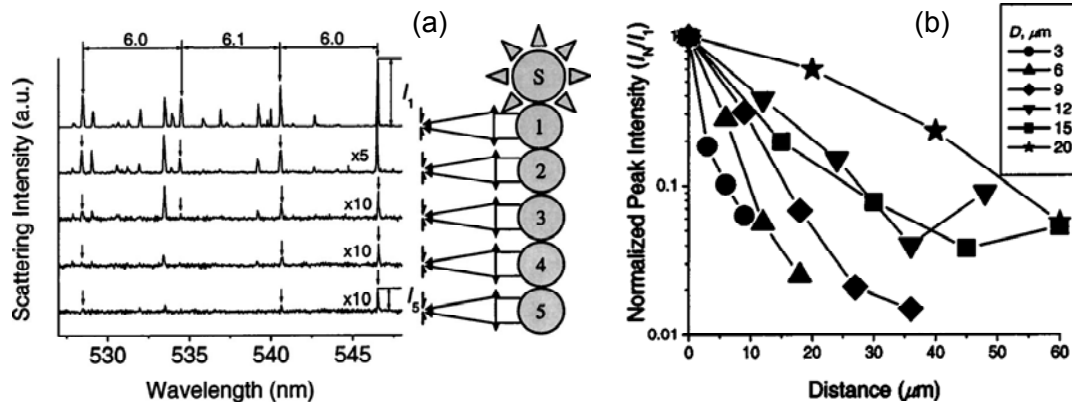 (a)
6.0 6.1 6.0
Scattering Intensity (a.u.)
I1
x5
x10
x10
x10
I5
530 535 540 545
Wavelength (nm)
S
1
2
3
4
5
(b)
Normalized Peak Intensity (IN/I1)
0.1
0.01
0 10 20 30 40 50 60
Distance (μm)
D, μm
3
6
9
12
15
20